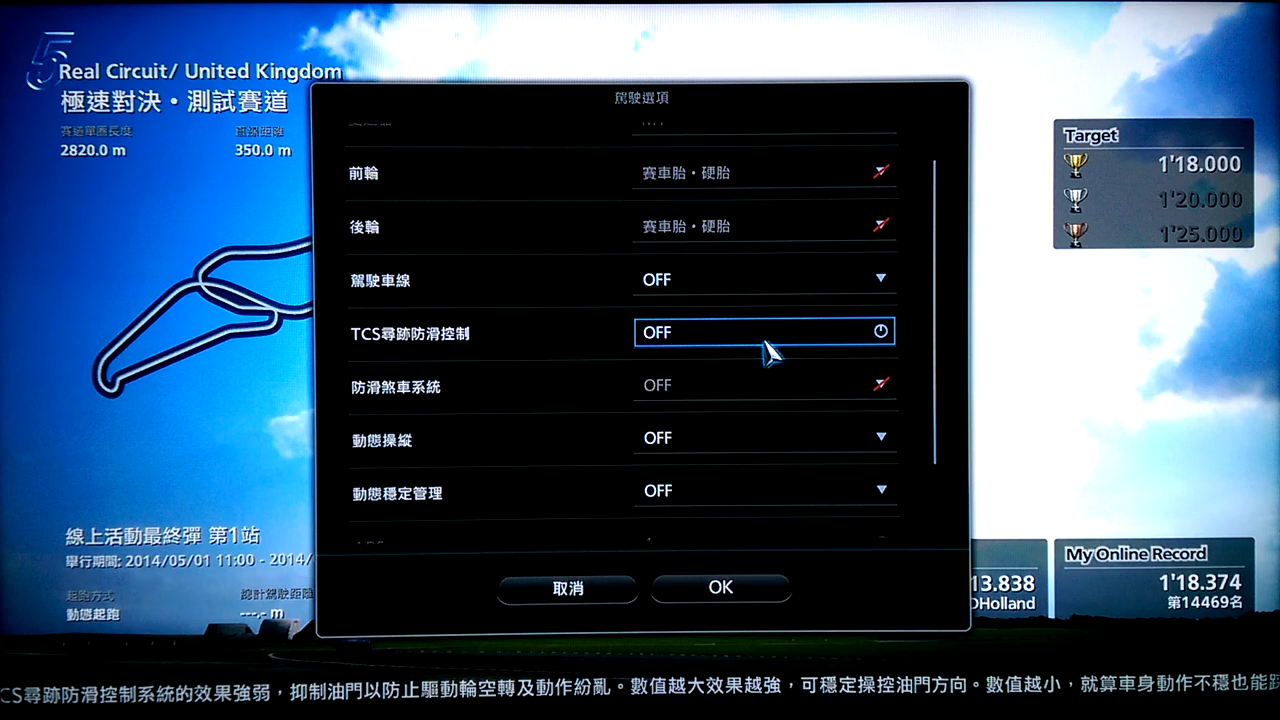 5
Real Circuit/ United Kingdom
極速對決・測試賽道
賽道單圈長度 直線距離
2820.0 m 350.0 m
駕駛選項
前輪 賽車胎・硬胎
後輪 賽車胎・硬胎
駕駛車線 OFF
TCS尋跡防滑控制 OFF
防滑煞車系統 OFF
動態操縱 OFF
動態穩定管理 OFF
取消 OK
Target
1'18.000
1'20.000
1'25.000
線上活動最終彈 第1站
舉行期間: 2014/05/01 11:00 - 2014/
起跑方式 總計駕駛距離
動態起跑 ---.- m
13.838
DHolland
My Online Record
1'18.374
第14469名
CS尋跡防滑控制系統的效果強弱，抑制油門以防止驅動輪空轉及動作紛亂。數值越大效果越強，可穩定操控油門方向。數值越小，就算車身動作不穩也能